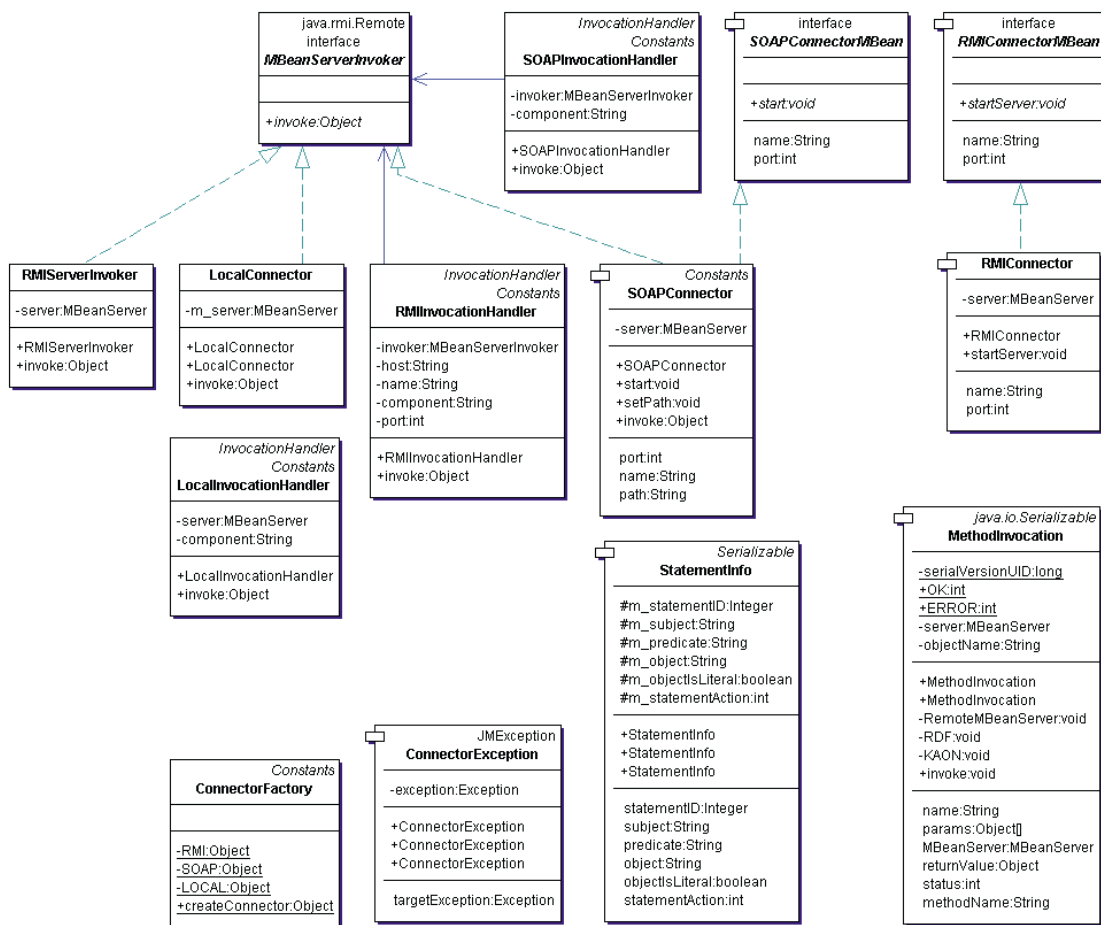 java.rmi.Remote
interface
MBeanServerInvoker
+invoke:Object
InvocationHandler
Constants
SOAPInvocationHandler
-invoker:MBeanServerInvoker
-component:String
+SOAPInvocationHandler
+invoke:Object
interface
SOAPConnectorMBean
+start:void
name:String
port:int
interface
RMIConnectorMBean
+startServer:void
name:String
port:int
RMIServerInvoker
-server:MBeanServer
+RMIServerInvoker
+invoke:Object
LocalConnector
-m_server:MBeanServer
+LocalConnector
+LocalConnector
+invoke:Object
InvocationHandler
Constants
RMIInvocationHandler
-invoker:MBeanServerInvoker
-host:String
-name:String
-component:String
-port:int
+RMIInvocationHandler
+invoke:Object
Constants
SOAPConnector
-server:MBeanServer
+SOAPConnector
+start:void
+setPath:void
+invoke:Object
port:int
name:String
path:String
RMIConnector
-server:MBeanServer
+RMIConnector
+startServer:void
name:String
port:int
InvocationHandler
Constants
LocalInvocationHandler
-server:MBeanServer
-component:String
+LocalInvocationHandler
+invoke:Object
Serializable
StatementInfo
#m_statementID:Integer
#m_subject:String
#m_predicate:String
#m_object:String
#m_objectIsLiteral:boolean
#m_statementAction:int
+StatementInfo
+StatementInfo
+StatementInfo
statementID:Integer
subject:String
predicate:String
object:String
objectIsLiteral:boolean
statementAction:int
java.io.Serializable
MethodInvocation
-serialVersionUID:long
+OK:int
+ERROR:int
-server:MBeanServer
-objectName:String
+MethodInvocation
+MethodInvocation
-RemoteMBeanServer:void
-RDF:void
-KAON:void
+invoke:void
name:String
params:Object[]
MBeanServer:MBeanServer
returnValue:Object
status:int
methodName:String
Constants
ConnectorFactory
-RMI:Object
-SOAP:Object
-LOCAL:Object
+createConnector:Object
JMException
ConnectorException
-exception:Exception
+ConnectorException
+ConnectorException
+ConnectorException
targetException:Exception